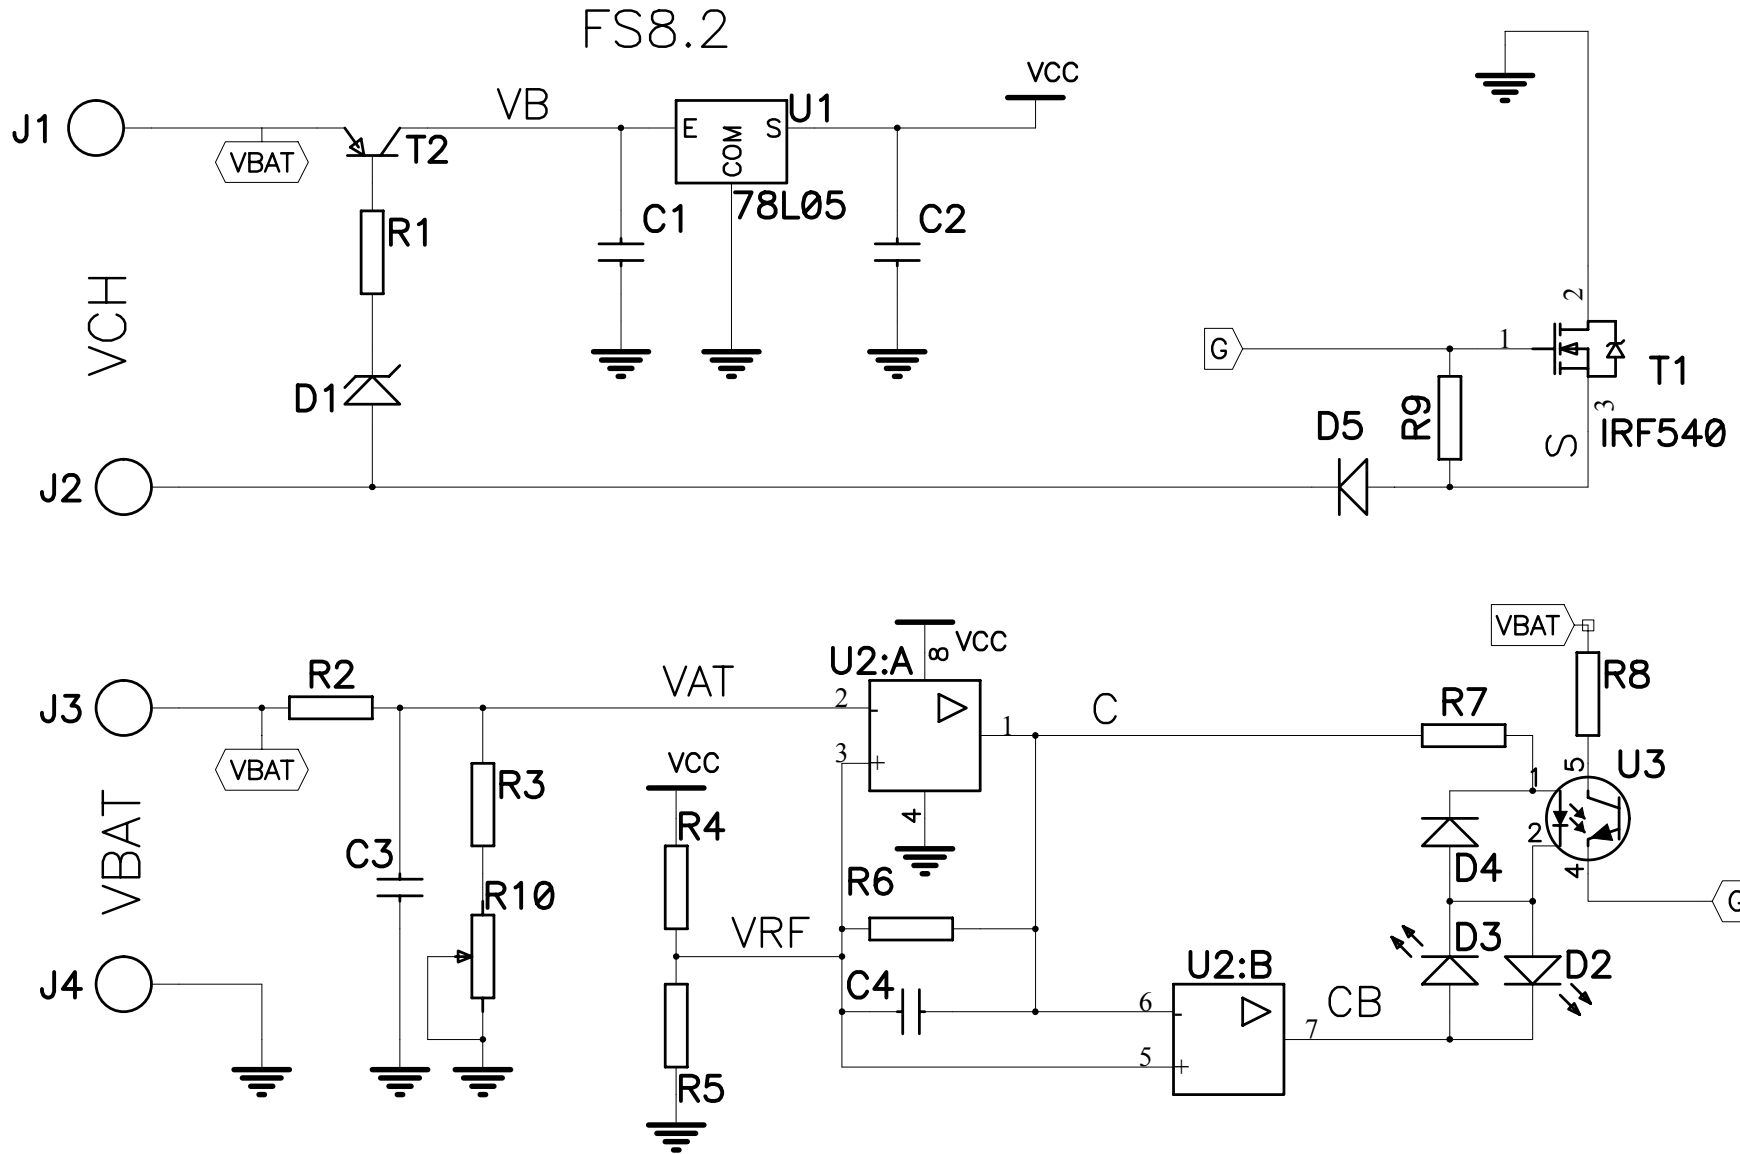 FS8.2
J1
VBAT
T2
VB
E
COM
S
U1
78L05
VCC
R1
C1
C2
VCH
D1
J2
G
1
2
3
T1
IRF540
R9
D5
S
J3
R2
VBAT
VAT
U2:A
8
VCC
2
3
1
4
C
R7
VBAT
R8
5
U3
1
2
4
G
VCC
R4
R3
R10
C3
VBAT
J4
R6
VRF
C4
R5
U2:B
6
5
7
CB
D4
D3
D2